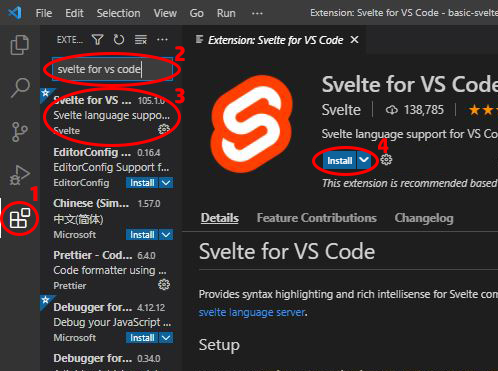 File Edit Selection View Go Run ... Extension: Svelte for VS Code - basic-svelte
EXTE...
Extension: Svelte for VS Code
2
svelte for vs code
3
Svelte for VS ... 105.1.0
Svelte language suppo...
Svelte
EditorConfig ... 0.16.4
EditorConfig Support f...
EditorConfig Install
1
Chinese (Sim... 1.57.0
中文(简体)
Microsoft Install
Prettier - Cod... 6.4.0
Code formatter using ...
Prettier
Debugger for... 4.12.12
Debug your JavaScript ...
Microsoft Install
Debugger for... 0.34.0
Svelte for VS Code
Svelte 138,785
Svelte language support for VS Co
4
Install
This extension is recommended based
Details Feature Contributions Changelog
Svelte for VS Code
Provides syntax highlighting and rich intellisense for Svelte com
svelte language server.
Setup